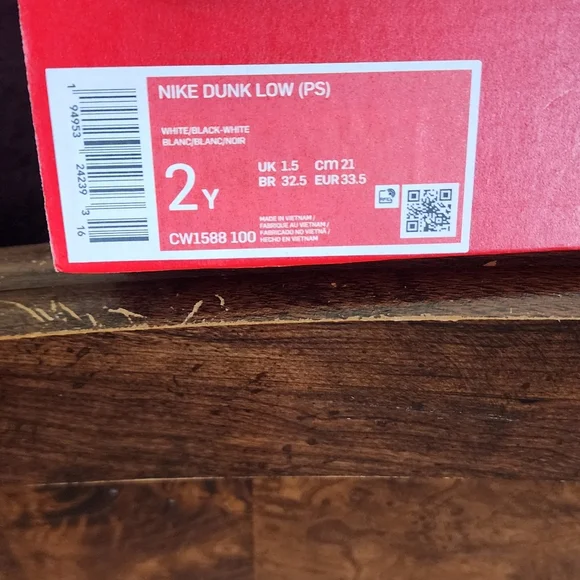 NIKE DUNK LOW (PS)
WHITE/BLACK-WHITE
BLANC/BLANC/NOIR
2Y
UK 1.5 cm 21
BR 32.5 EUR 33.5
CW1588 100
MADE IN VIETNAM /
FABRIQUE AU VIETNAM /
FABRICADO NO VIETNÃ /
HECHO EN VIETNAM
1 94953 24239 3 16